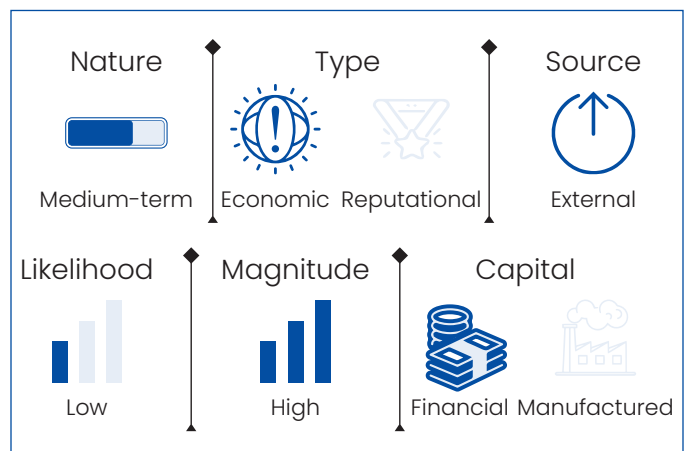 Nature
Type
Source
Medium-term
Economic
Reputational
External
Likelihood
Magnitude
Capital
Low
High
Financial
Manufactured